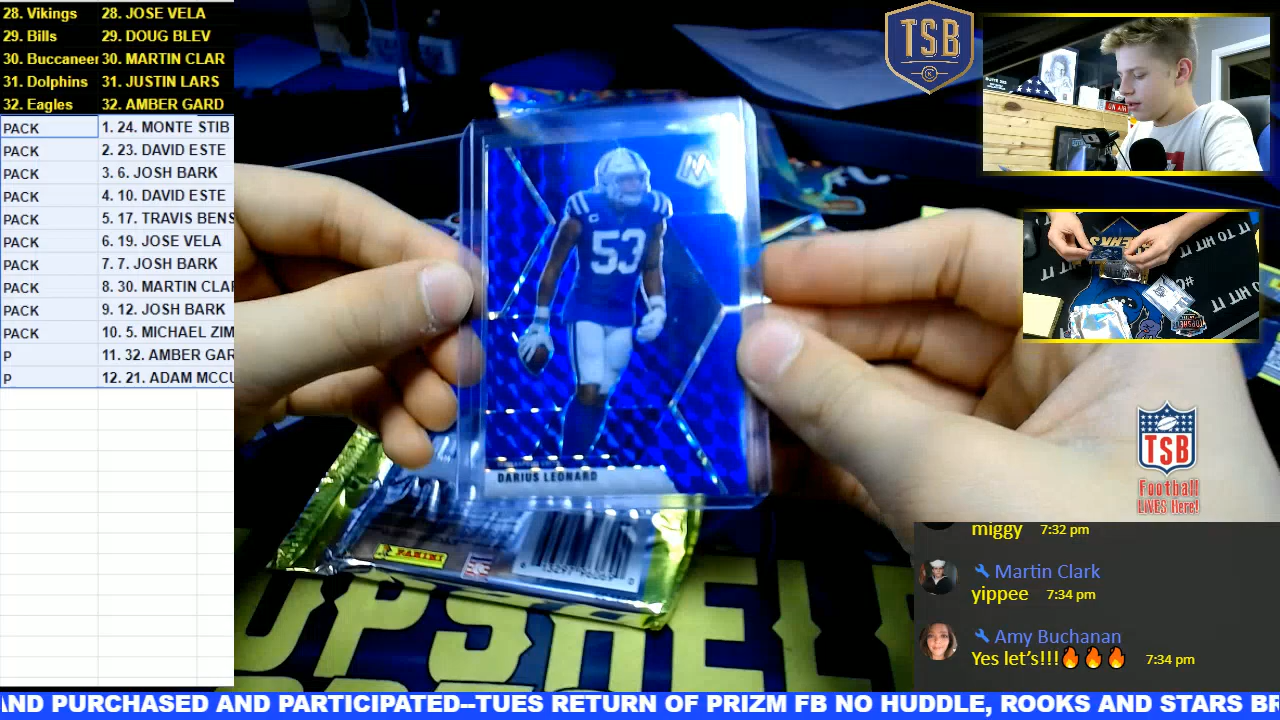 28. Vikings 28. JOSE VELA
29. Bills 29. DOUG BLEV
30. Buccaneer 30. MARTIN CLAR
31. Dolphins 31. JUSTIN LARS
32. Eagles 32. AMBER GARD
PACK 1. 24. MONTE STIB
PACK 2. 23. DAVID ESTE
PACK 3. 6. JOSH BARK
PACK 4. 10. DAVID ESTE
PACK 5. 17. TRAVIS BENS
PACK 6. 19. JOSE VELA
PACK 7. 7. JOSH BARK
PACK 8. 30. MARTIN CLAR
PACK 9. 12. JOSH BARK
PACK 10. 5. MICHAEL ZIM
P 11. 32. AMBER GAR
P 12. 21. ADAM MCCU
TSB
ON AIR
M
C
53
DARIUS LEONARD
PANINI
TOPSHEL
TSB
Football
LIVES Here!
miggy 7:32 pm
Martin Clark
yippee 7:34 pm
Amy Buchanan
Yes let's!!!🔥🔥🔥 7:34 pm
AND PURCHASED AND PARTICIPATED--TUES RETURN OF PRIZM FB NO HUDDLE, ROOKS AND STARS BR